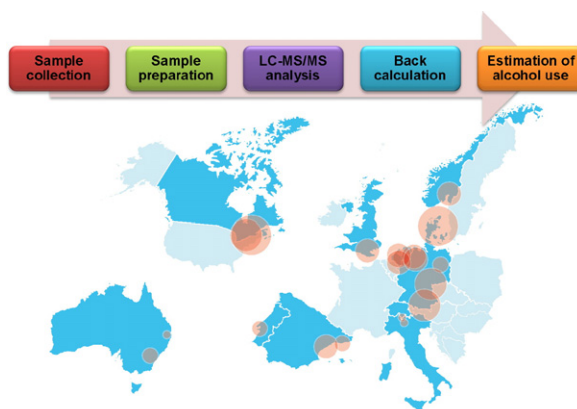 Sample
collection
Sample
preparation
LC-MS/MS
analysis
Back
calculation
Estimation of
alcohol use